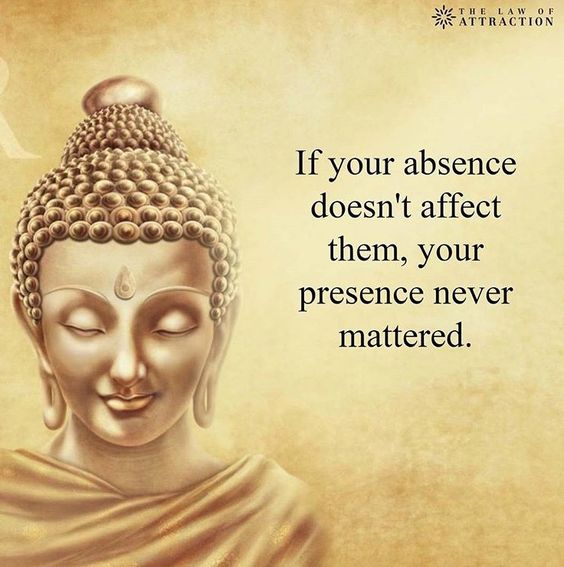 THE LAW OF
ATTRACTION
R
If your absence
doesn't affect
them, your
presence never
mattered.